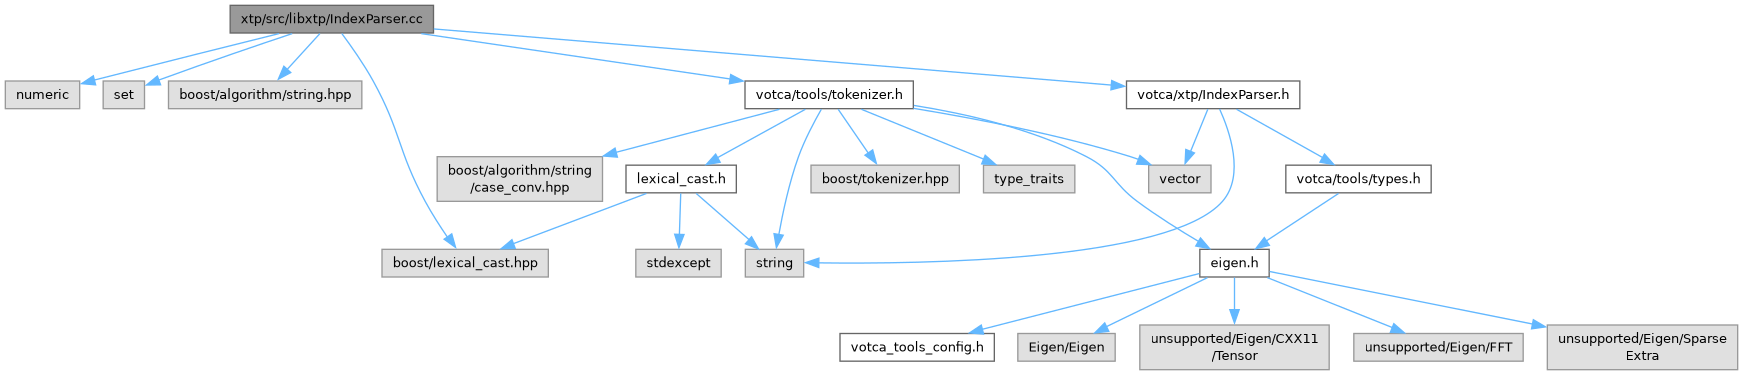 xtp/src/libxtp/IndexParser.cc
numeric
set
boost/algorithm/string.hpp
votca/tools/tokenizer.h
votca/xtp/IndexParser.h
boost/algorithm/string
/case_conv.hpp
lexical_cast.h
boost/tokenizer.hpp
type_traits
vector
votca/tools/types.h
boost/lexical_cast.hpp
stdexcept
string
eigen.h
votca_tools_config.h
Eigen/Eigen
unsupported/Eigen/CXX11
/Tensor
unsupported/Eigen/FFT
unsupported/Eigen/Sparse
Extra